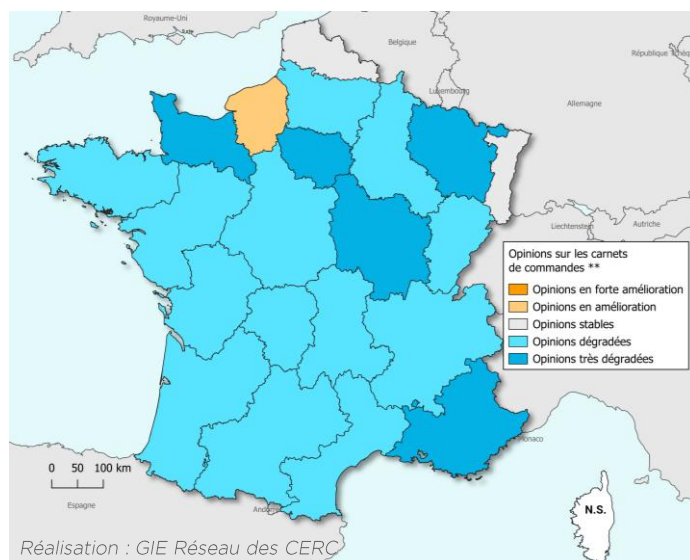 Royaume-Uni
Belgique
République Tchèq
Luxembourg
Allemagne
Liechtenstein
Autriche
Opinions sur les carnets
de commandes **
Opinions en forte amélioration
Opinions en amélioration
Opinions stables
Opinions dégradées
Opinions très dégradées
Monaco
0 50 100 km
Espagne
Andorre
N.S.
Réalisation : GIE Réseau des CERC